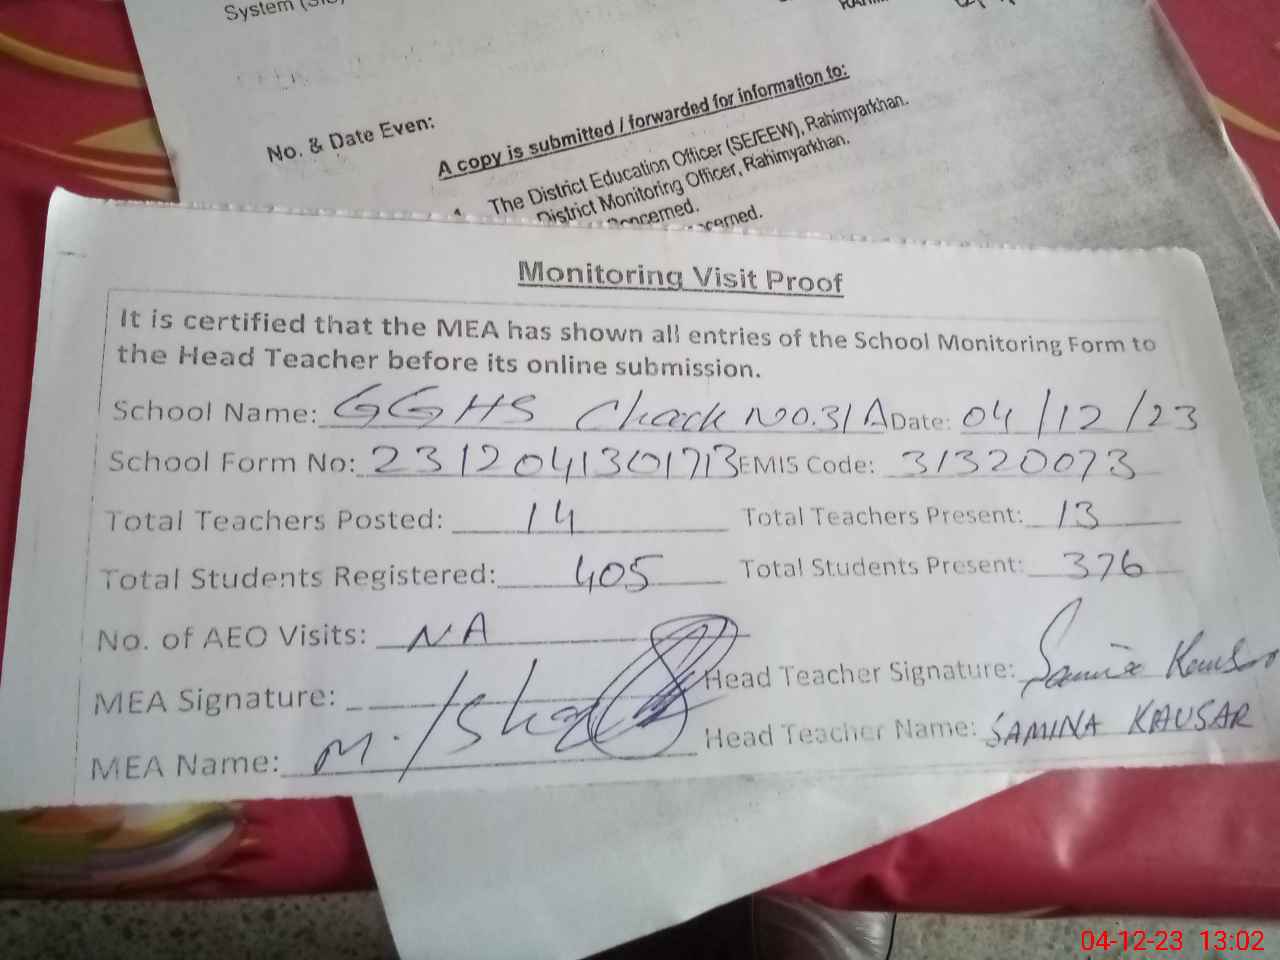 System
No. & Date Even:
A copy is submitted / forwarded for information to:
The District Education Officer (SE/EEW), Rahimyarkhan.
District Monitoring Officer, Rahimyarkhan.
Concerned.
Monitoring Visit Proof
It is certified that the MEA has shown all entries of the School Monitoring Form to
the Head Teacher before its online submission.
School Name: GGHS Chack No.31A Date: 04/12/23
School Form No: EMIS Code: 31320073
Total Teachers Posted: 14 Total Teachers Present: 13
Total Students Registered: 405 Total Students Present: 376
No. of AEO Visits: NA
MEA Signature: Head Teacher Signature: Samina Kausar
MEA Name: M. Ishaq Head Teacher Name: SAMINA KAUSAR
04-12-23 13:02